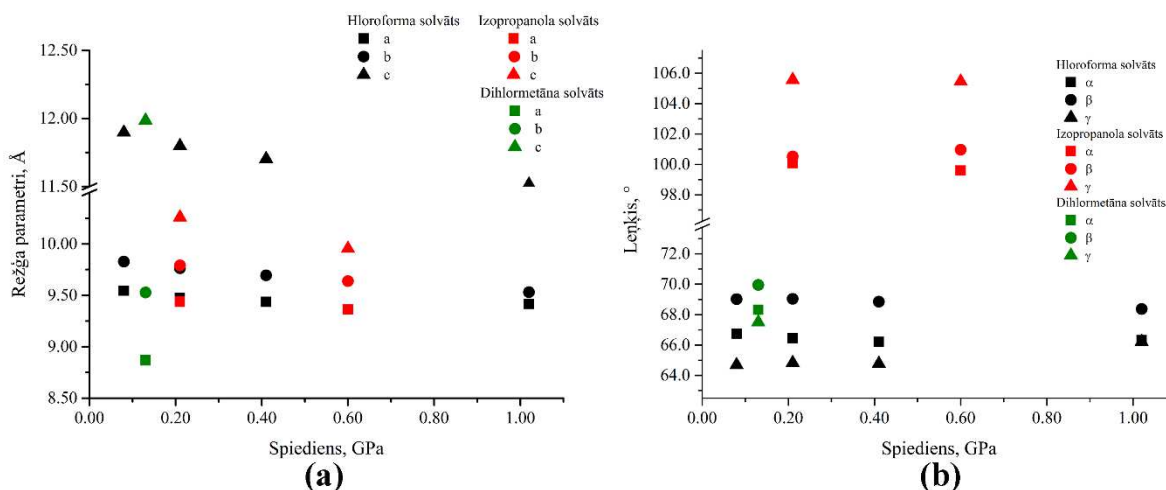 Hloroforma solvāts
a
b
c
Izopropanola solvāts
a
b
c
Dihlormetāna solvāts
a
b
c
12.50
12.00
11.50
10.00
9.50
9.00
8.50
Režģa parametri, Å
0.00 0.20 0.40 0.60 0.80 1.00
Spiediens, GPa
(a)
Hloroforma solvāts
α
β
γ
Izopropanola solvāts
α
β
γ
Dihlormetāna solvāts
α
β
γ
106.0
104.0
102.0
100.0
98.0
72.0
70.0
68.0
66.0
64.0
Leņķis, °
0.00 0.20 0.40 0.60 0.80 1.00
Spiediens, GPa
(b)